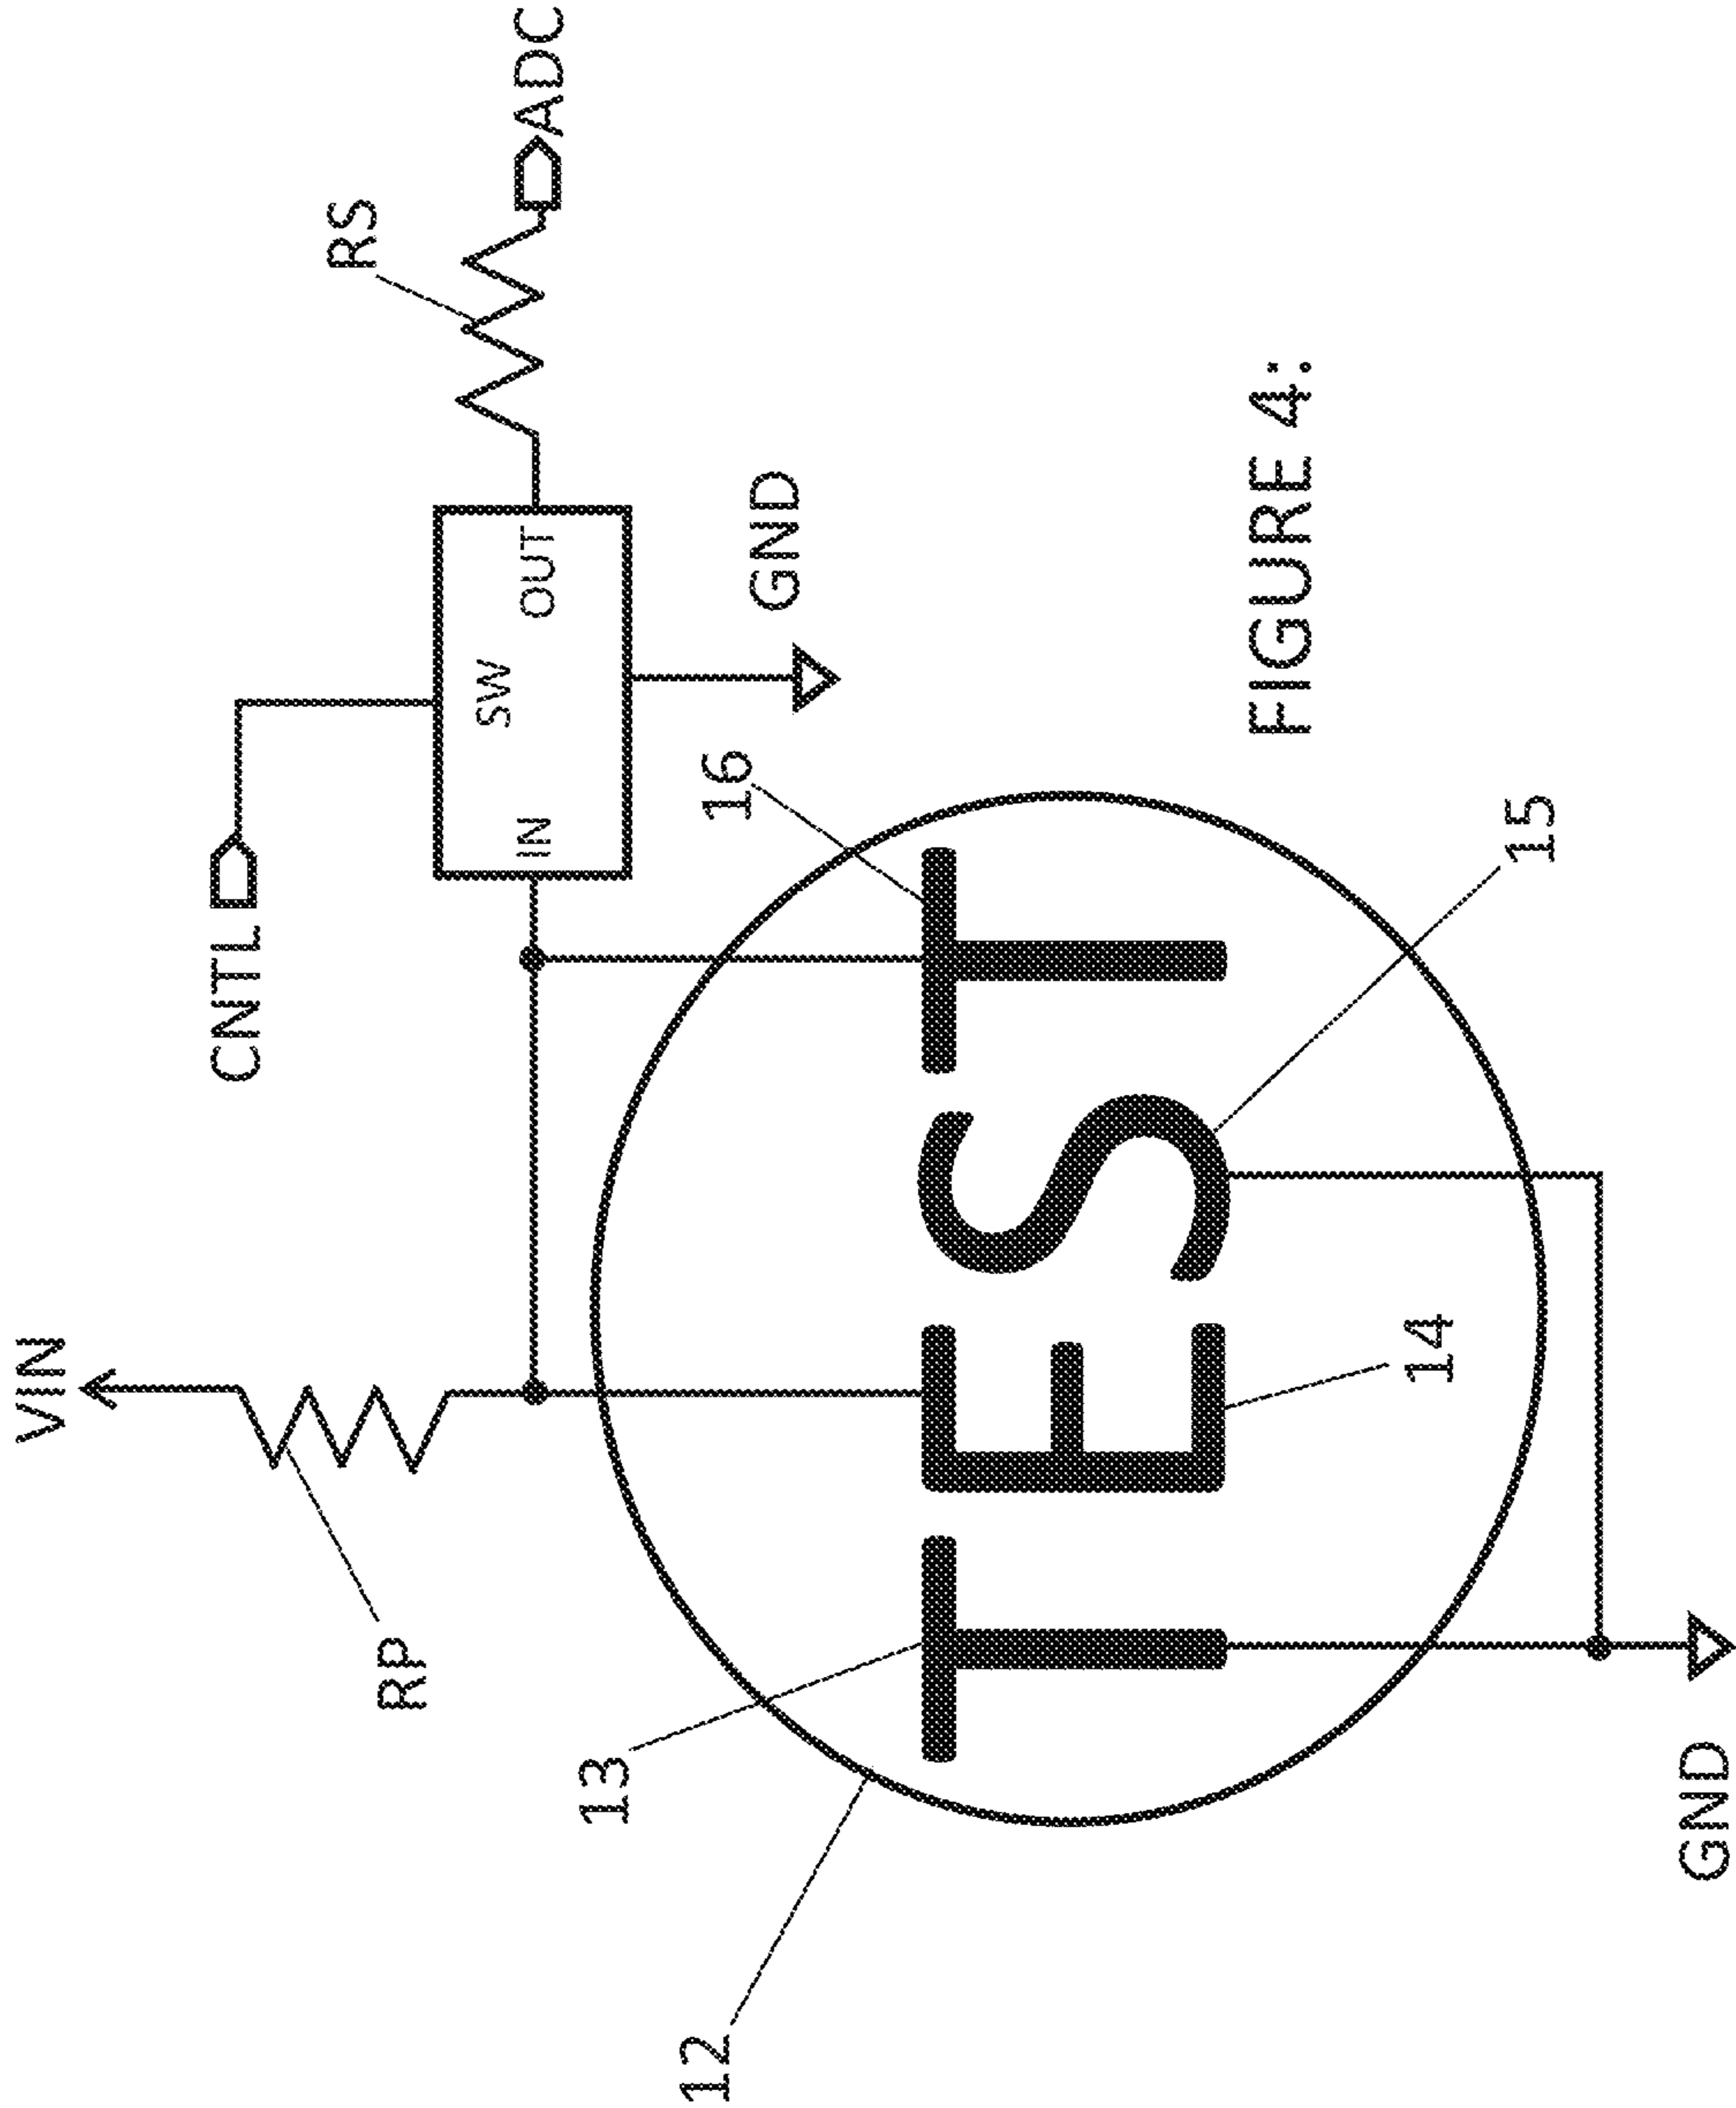 VIN
RP
CNTL
SW
IN
OUT
RS
ADC
GND
12
13
16
TEST
14
15
GND
FIGURE 4: